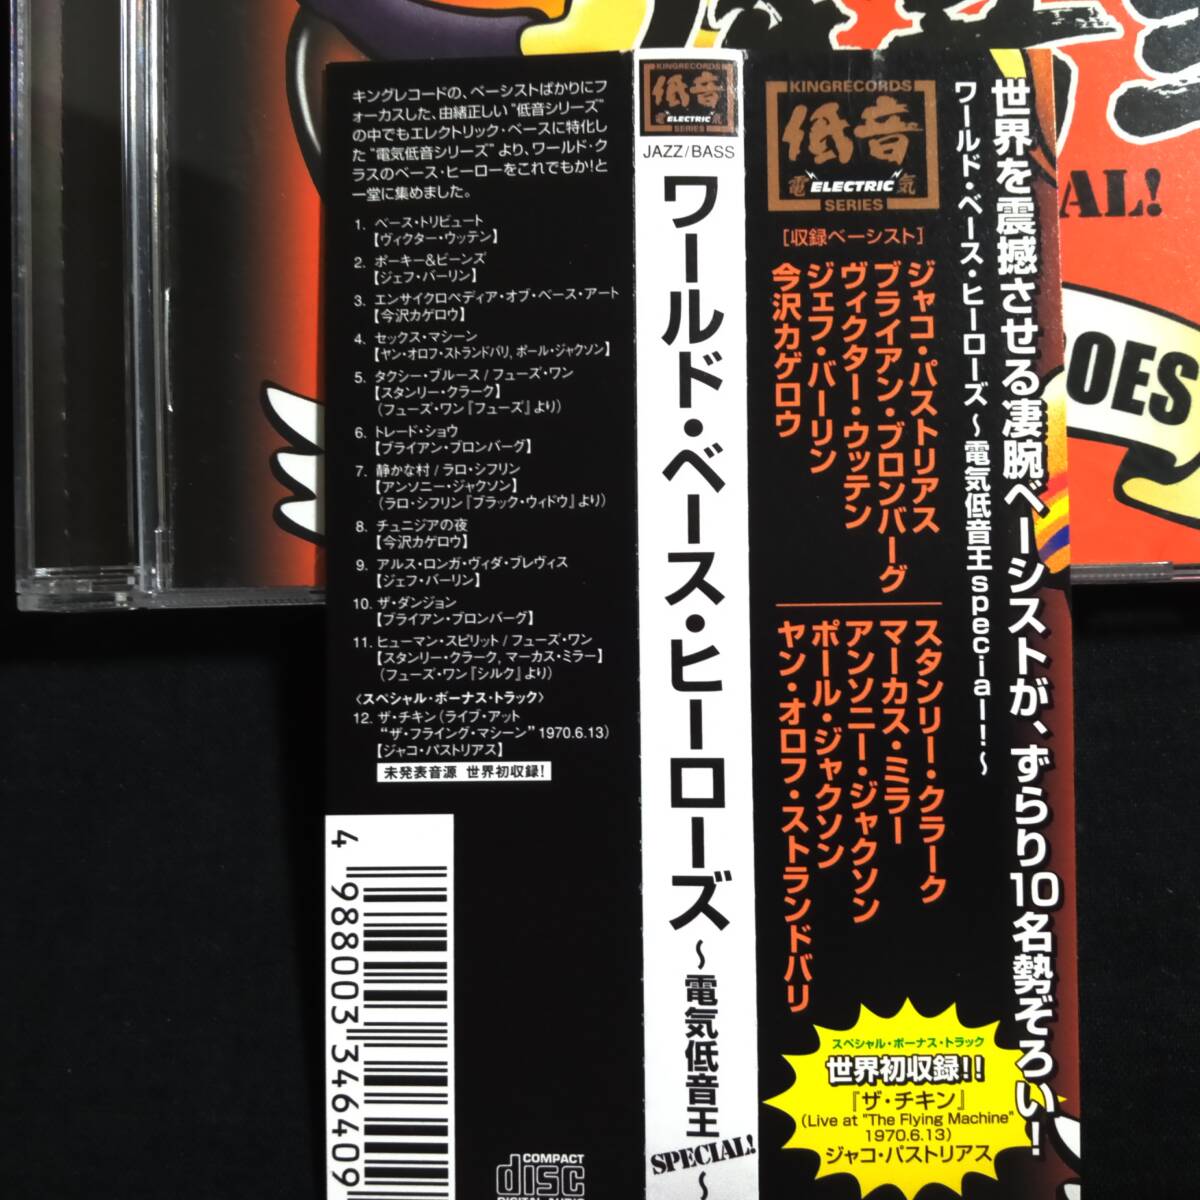 キングレコードの、ベーシストばかりにフ
ォーカスした、由緒正しい“低音シリーズ”
の中でもエレクトリック・ベースに特化し
た“電気低音シリーズ”より、ワールド・ク
ラスのベース・ヒーローをこれでもか!と
一堂に集めました。
1. ベース・トリビュート
【ヴィクター・ウッテン】
2. ポーキー&ビーンズ
【ジェフ・バーリン】
3. エンサイクロペディア・オブ・ベース・アート
【今沢カゲロウ】
4. セックス・マシーン
【ヤン・オロフ・ストランドバリ, ポール・ジャクソン】
5. タクシー・ブルース / フューズ・ワン
【スタンリー・クラーク】
（フューズ・ワン『フューズ』より）
6. トレード・ショウ
【ブライアン・ブロンバーグ】
7. 静かな村 / ラロ・シフリン
【アンソニー・ジャクソン】
（ラロ・シフリン『ブラック・ウィドウ』より）
8. チュニジアの夜
【今沢カゲロウ】
9. アルス・ロンガ・ヴィダ・ブレヴィス
【ジェフ・バーリン】
10. ザ・ダンジョン
【ブライアン・ブロンバーグ】
11. ヒューマン・スピリット / フューズ・ワン
【スタンリー・クラーク, マーカス・ミラー】
（フューズ・ワン『シルク』より）
〈スペシャル・ボーナス・トラック〉
12. ザ・チキン（ライブ・アット
“ザ・フライング・マシーン”1970.6.13）
【ジャコ・パストリアス】
未発表音源 世界初収録!
4 988003 346409
COMPACT
disc
DIGITAL AUDIO
KINGRECORDS
低音
電 ELECTRIC 気
SERIES
JAZZ/BASS
ワールド・ベース・ヒーローズ
～電気低音王
SPECIAL!
～
KINGRECORDS
低音
電 ELECTRIC 気
SERIES
［収録ベーシスト］
ジャコ・パストリアス
ブライアン・ブロンバーグ
ヴィクター・ウッテン
ジェフ・バーリン
今沢カゲロウ
スタンリー・クラーク
マーカス・ミラー
アンソニー・ジャクソン
ポール・ジャクソン
ヤン・オロフ・ストランドバリ
世界を震撼させる凄腕ベーシストが、ずらり10名勢ぞろい!
ワールド・ベース・ヒーローズ～電気低音王special!～
スペシャル・ボーナス・トラック
世界初収録!!
『ザ・チキン』
(Live at "The Flying Machine"
1970.6.13)
ジャコ・パストリアス
AL!
OES